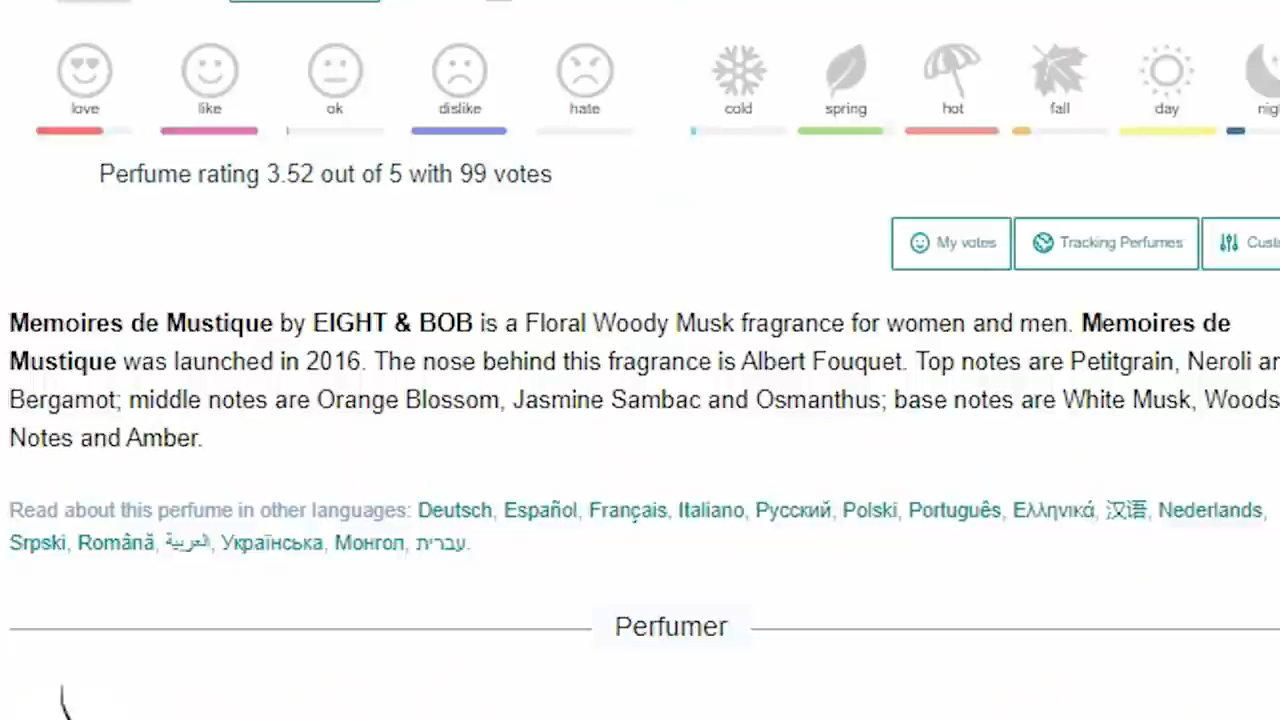 love like ok dislike hate cold spring hot fall day
Perfume rating 3.52 out of 5 with 99 votes
My votes Tracking Perfumes
Memoires de Mustique by EIGHT & BOB is a Floral Woody Musk fragrance for women and men. Memoires de
Mustique was launched in 2016. The nose behind this fragrance is Albert Fouquet. Top notes are Petitgrain, Neroli
Bergamot; middle notes are Orange Blossom, Jasmine Sambac and Osmanthus; base notes are White Musk, Woods
Notes and Amber.
Read about this perfume in other languages: Deutsch, Español, Français, Italiano, Русский, Polski, Português, Ελληνικά, 汉语, Nederlands,
Srpski, Română, العربية, Українська, Монгол, עברית.
Perfumer